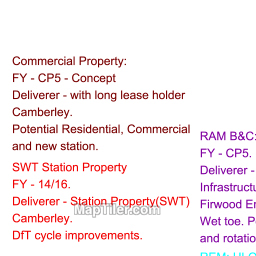 Commercial Property:
FY - CP5 - Concept
Deliverer - with long lease holder
Camberley.
Potential Residential, Commercial
and new station.
SWT Station Property
FY - 14/16.
Deliverer - Station Property(SWT)
Camberley.
DfT cycle improvements.
MapTiler.com
RAM B&C:
FY - CP5.
Deliverer -
Infrastructu
Firwood En
Wet toe. P
and rotatio